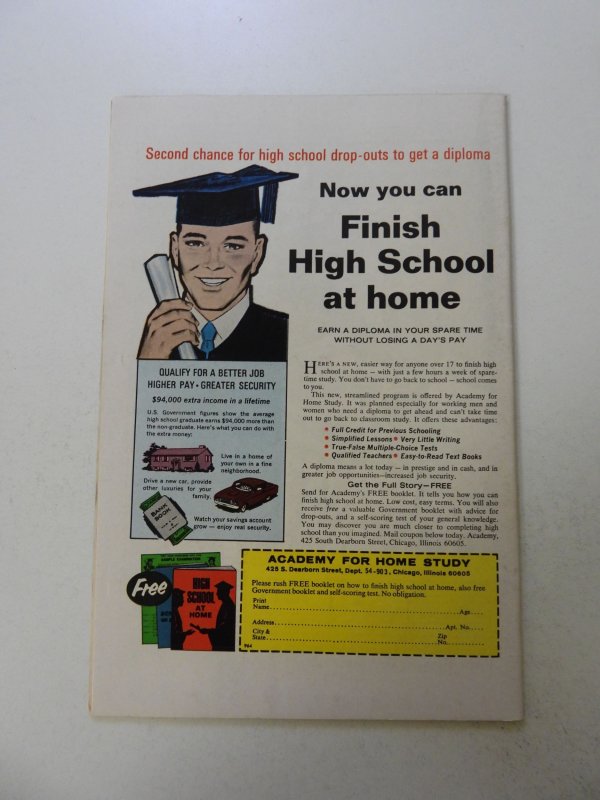 Second chance for high school drop-outs to get a diploma
Now you can
Finish
High School
at home
EARN A DIPLOMA IN YOUR SPARE TIME
WITHOUT LOSING A DAY'S PAY
QUALIFY FOR A BETTER JOB
HIGHER PAY • GREATER SECURITY
$94,000 extra income in a lifetime
U.S. Government figures show the average
high school graduate earns $94,000 more than
the non-graduate. Here's what you can do with
the extra money:
Live in a home of
your own in a fine
neighborhood.
Drive a new car, provide
other luxuries for your
family.
BANK
BOOK
Watch your savings account
grow — enjoy real security.
HERE'S A NEW, easier way for anyone over 17 to finish high
school at home — with just a few hours a week of spare-
time study. You don't have to go back to school — school comes
to you.
This new, streamlined program is offered by Academy for
Home Study. It was planned especially for working men and
women who need a diploma to get ahead and can't take time
out to go back to classroom study. It offers these advantages:
• Full Credit for Previous Schooling
• Simplified Lessons • Very Little Writing
• True-False Multiple-Choice Tests
• Qualified Teachers • Easy-to-Read Text Books
A diploma means a lot today — in prestige and in cash, and in
greater job opportunities—increased job security.
Get the Full Story—FREE
Send for Academy's FREE booklet. It tells you how you can
finish high school at home. Low cost, easy terms. You will also
receive free a valuable Government booklet with advice for
drop-outs, and a self-scoring test of your general knowledge.
You may discover you are much closer to completing high
school than you imagined. Mail coupon below today. Academy,
425 South Dearborn Street, Chicago, Illinois 60605.
Free
SAMPLE EXAMINATION
HIGH
SCHOOL
AT
HOME
ACADEMY FOR HOME STUDY
425 S. Dearborn Street, Dept. 54-901, Chicago, Illinois 60605
Please rush FREE booklet on how to finish high school at home, also free
Government booklet and self-scoring test. No obligation.
Print
Name Age
Address Apt. No.
City & Zip
State No.